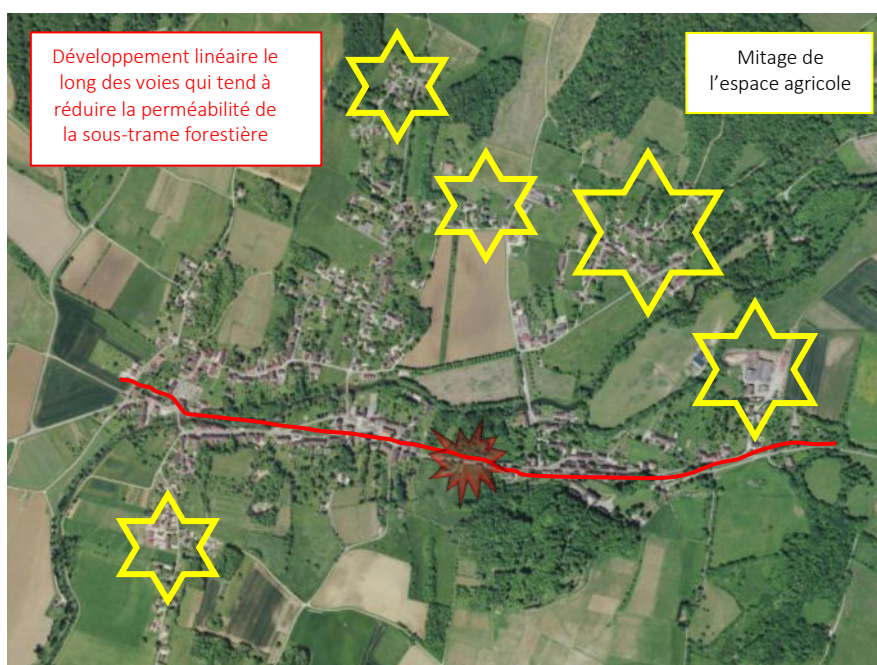 Développement linéaire le
long des voies qui tend à
réduire la perméabilité de
la sous-trame forestière
Mitage de
l’espace agricole